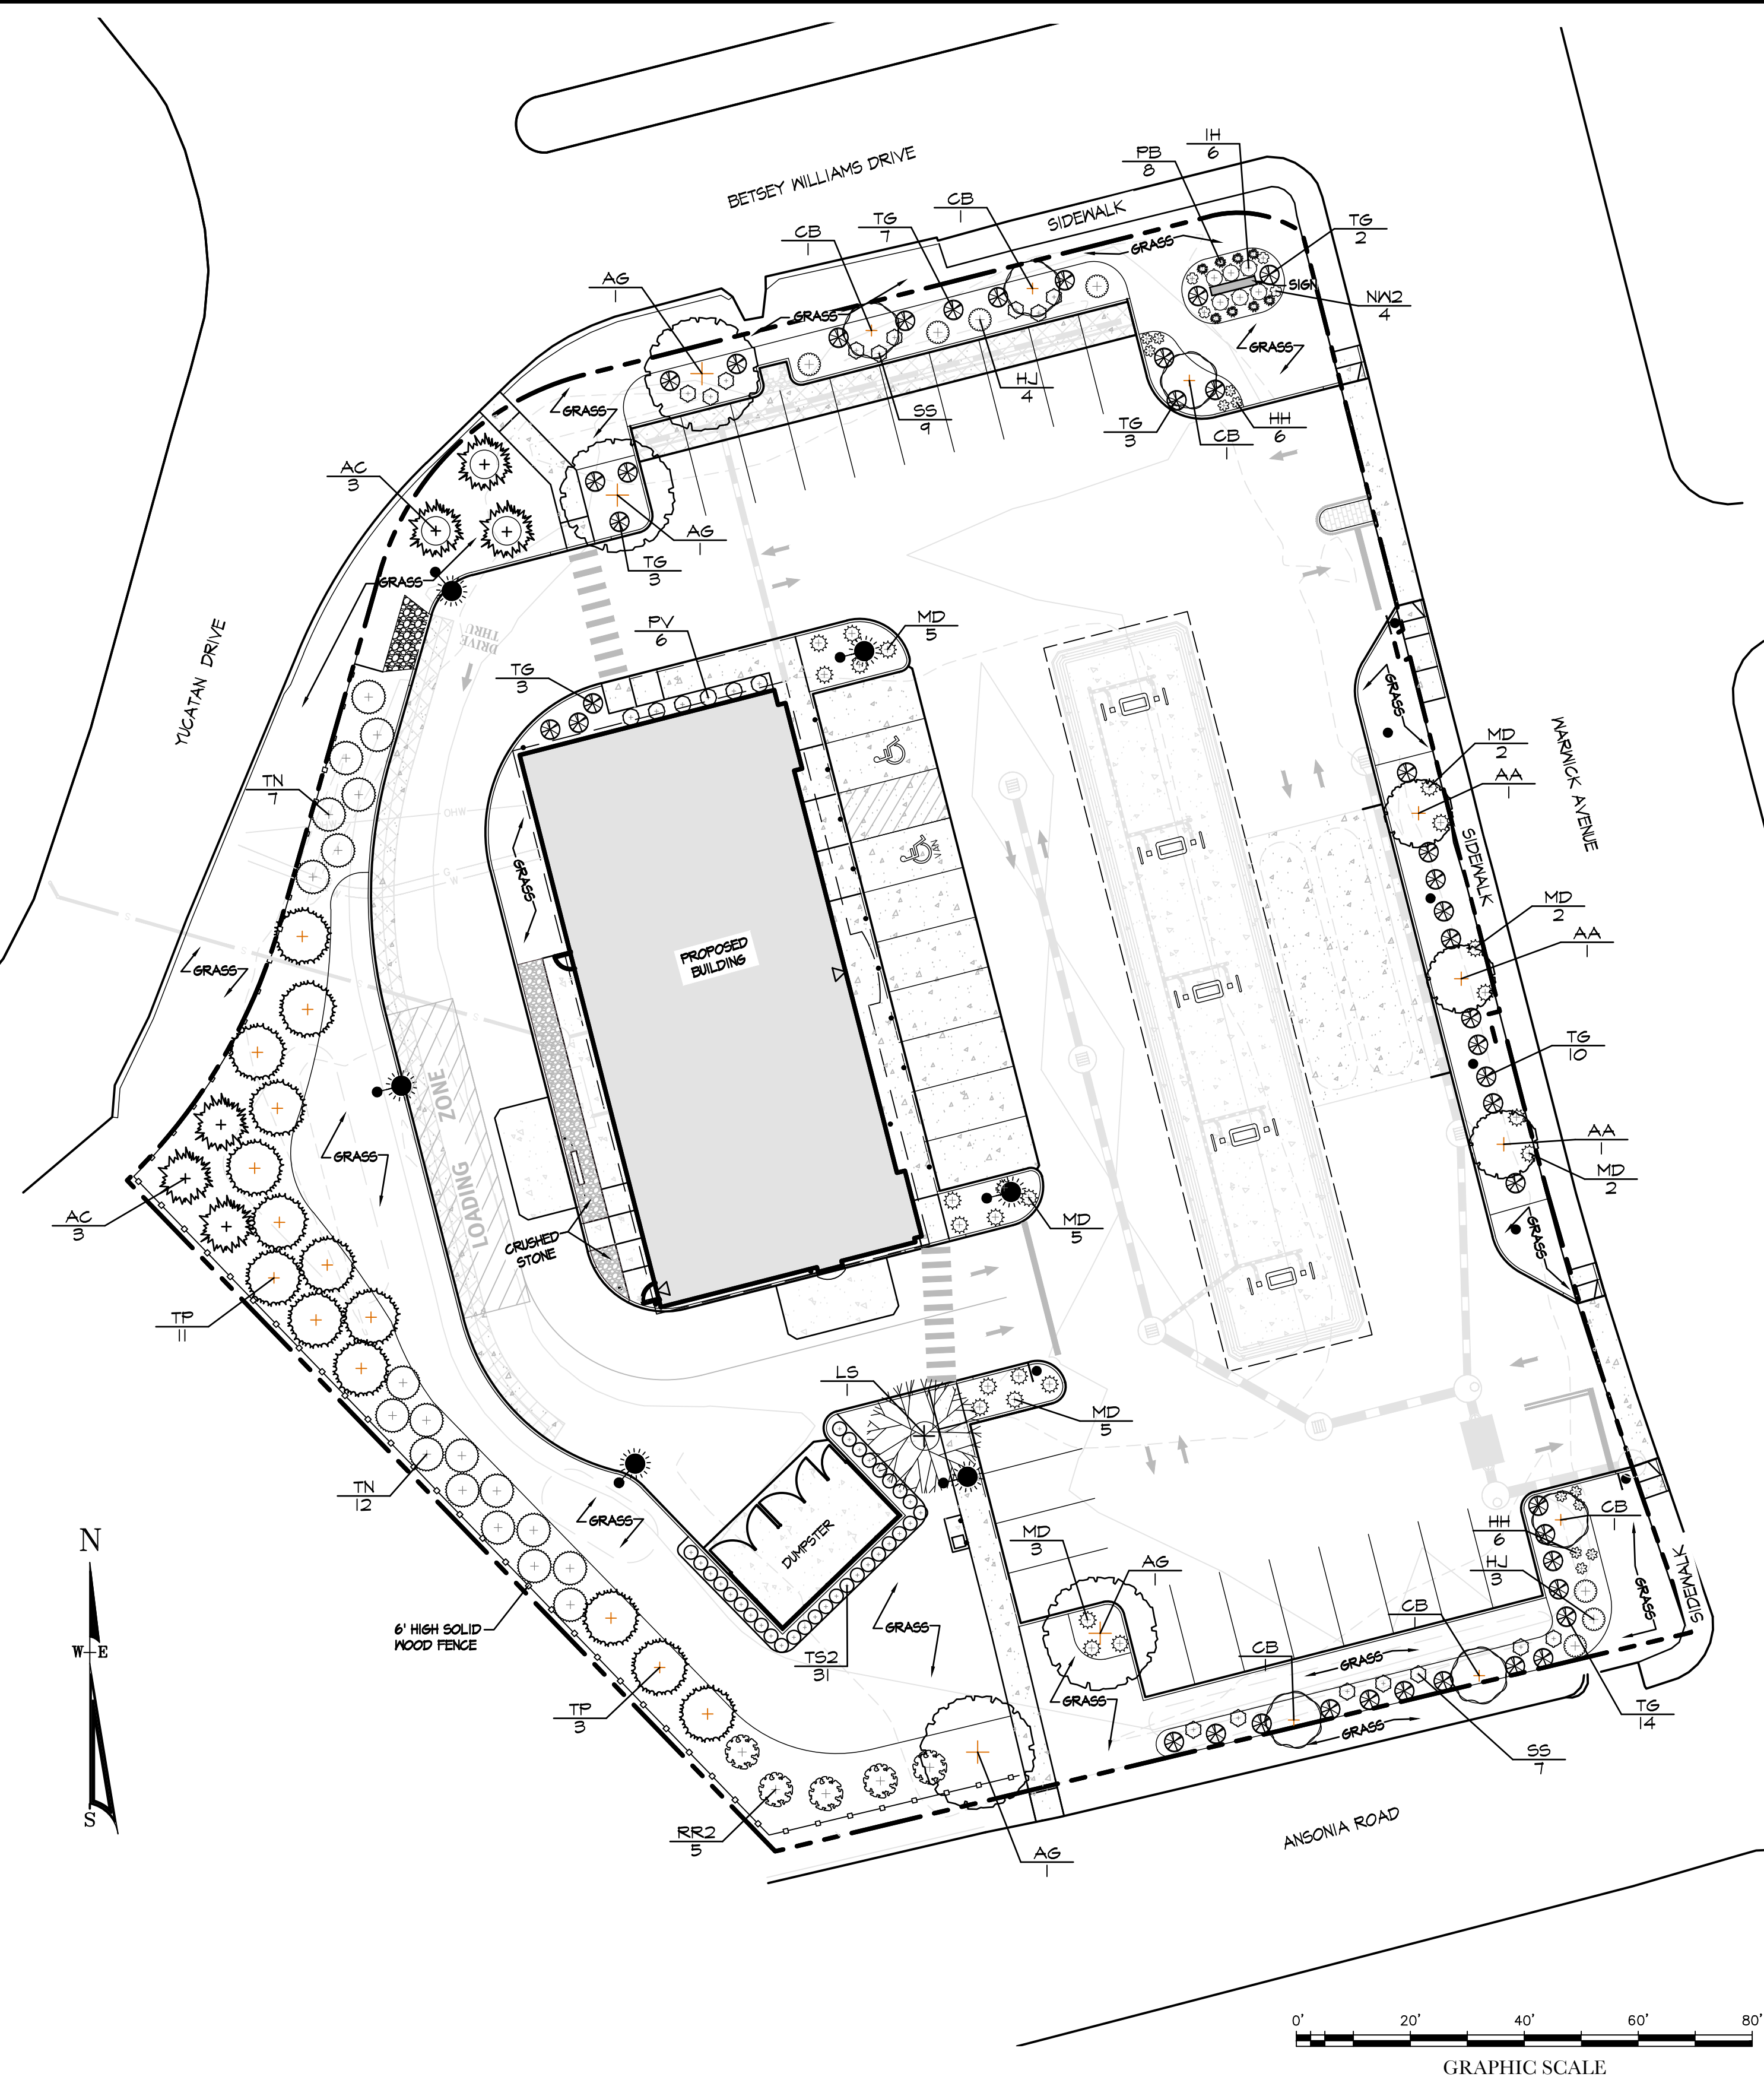 BETSEY WILLIAMS DRIVE
IH
6
PB
8
CB
1
TG
7
CB
1
SIDEWALK
TG
2
GRASS
AG
1
GRASS
SIGN
NW2
4
GRASS
HJ
4
SS
9
TG
3
HH
6
CB
1
GRASS
AC
3
AG
1
TG
3
GRASS
DRIVE
THRU
YUCATAN DRIVE
PV
6
MD
5
TG
3
GRASS
WARWICK AVENUE
MD
2
AA
1
TN
7
OHW
G
W
VAN
GRASS
SIDEWALK
MD
2
AA
1
PROPOSED
BUILDING
GRASS
S
S
S
S
TG
10
ZONE
LOADING
GRASS
AA
1
MD
2
AC
3
MD
5
CRUSHED
STONE
GRASS
TP
11
LS
1
MD
5
TN
12
GRASS
DUMPSTER
MD
3
AG
1
HH
6
CB
1
HJ
3
GRASS
SIDEWALK
N
W
E
S
6' HIGH SOLID
WOOD FENCE
TS2
31
GRASS
CB
1
CB
1
GRASS
GRASS
GRASS
TP
3
TG
14
SS
7
RR2
5
AG
1
ANSONIA ROAD
0' 20' 40' 60' 80'
GRAPHIC SCALE